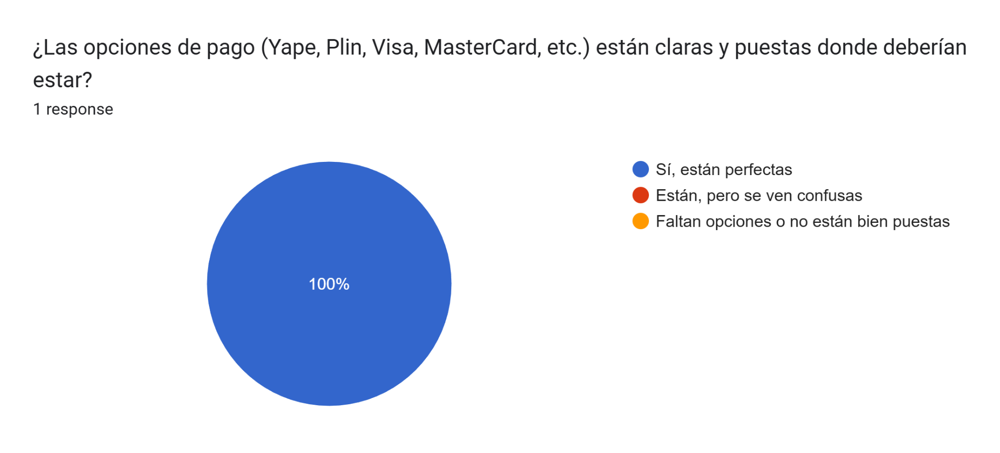 ¿Las opciones de pago (Yape, Plin, Visa, MasterCard, etc.) están claras y puestas donde deberían
estar?
1 response
Sí, están perfectas
Están, pero se ven confusas
Faltan opciones o no están bien puestas
100%